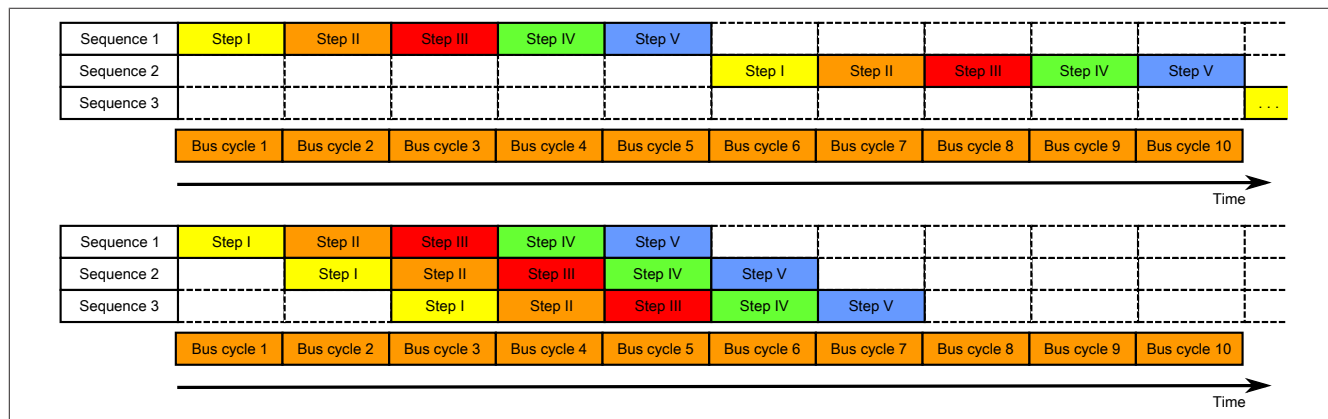 Sequence 1 Step I Step II Step III Step IV Step V
Sequence 2 Step I Step II Step III Step IV Step V
Sequence 3 . . .
Bus cycle 1 Bus cycle 2 Bus cycle 3 Bus cycle 4 Bus cycle 5 Bus cycle 6 Bus cycle 7 Bus cycle 8 Bus cycle 9 Bus cycle 10
Time
Sequence 1 Step I Step II Step III Step IV Step V
Sequence 2 Step I Step II Step III Step IV Step V
Sequence 3 Step I Step II Step III Step IV Step V
Bus cycle 1 Bus cycle 2 Bus cycle 3 Bus cycle 4 Bus cycle 5 Bus cycle 6 Bus cycle 7 Bus cycle 8 Bus cycle 9 Bus cycle 10
Time